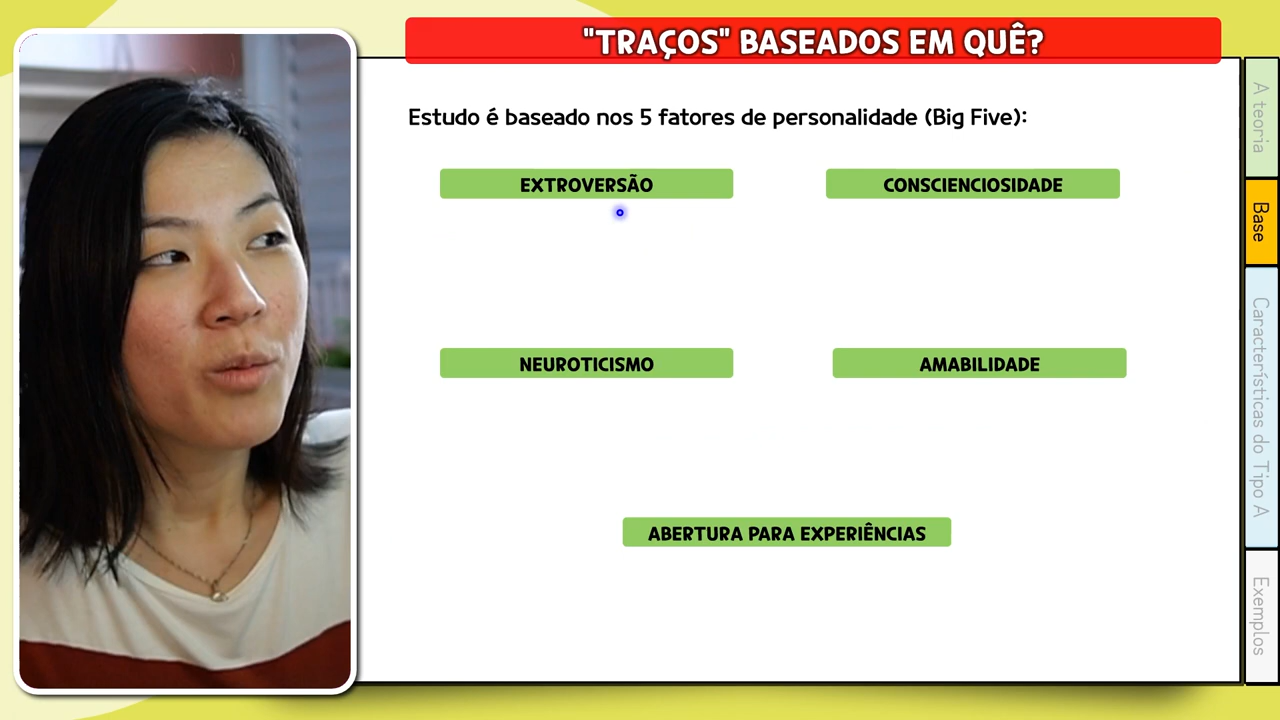 "TRAÇOS" BASEADOS EM QUÊ?
Estudo é baseado nos 5 fatores de personalidade (Big Five):
EXTROVERSÃO
CONSCIENCIOSIDADE
NEUROTICISMO
AMABILIDADE
ABERTURA PARA EXPERIÊNCIAS
A teoria
Base
Características do Tipo A
Exemplos